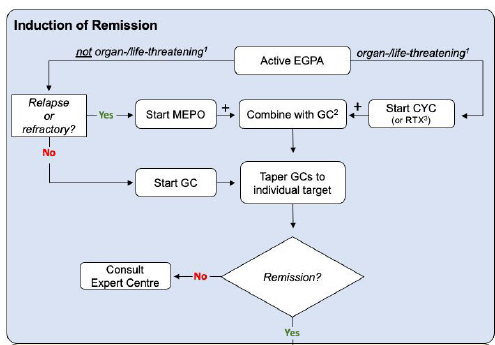 Induction of Remission
not organ-/life-threatening¹
Active EGPA
organ-/life-threatening¹
Relapse
or
refractory?
Yes
Start MEPO
+
Combine with GC²
+
Start CYC
(or RTX³)
No
Start GC
Taper GCs to
individual target
Remission?
No
Consult
Expert Centre
Yes